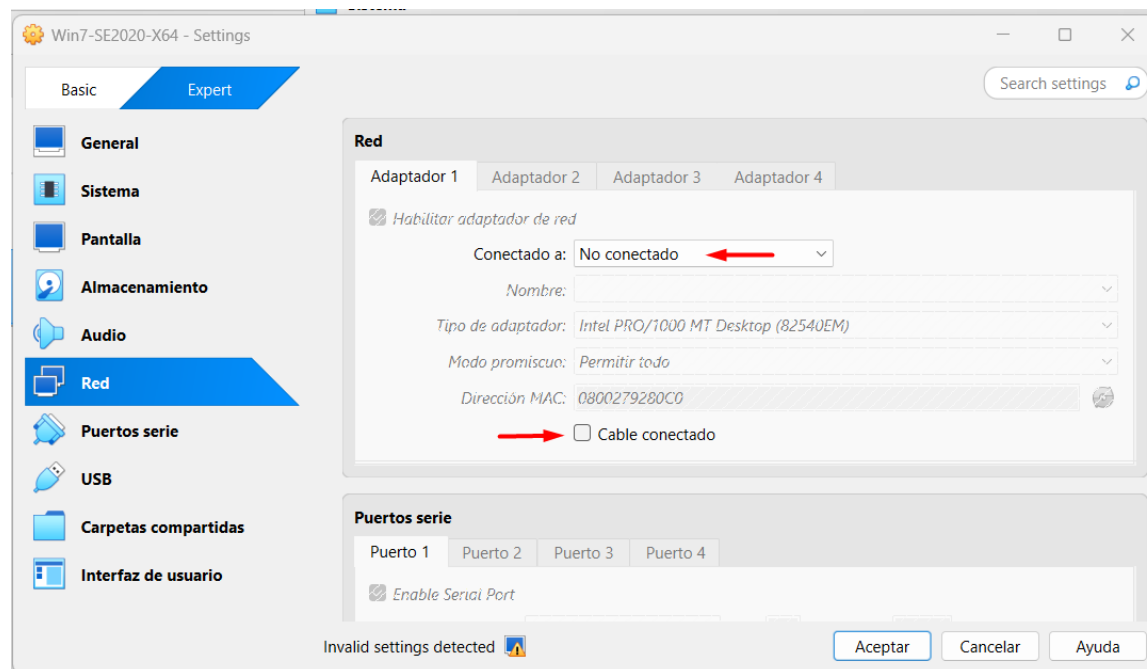 Win7-SE2020-X64 - Settings
Basic
Expert
Search settings
General
Sistema
Pantalla
Almacenamiento
Audio
Red
Puertos serie
USB
Carpetas compartidas
Interfaz de usuario
Red
Adaptador 1 Adaptador 2 Adaptador 3 Adaptador 4
Habilitar adaptador de red
Conectado a: No conectado
Nombre:
Tipo de adaptador: Intel PRO/1000 MT Desktop (82540EM)
Modo promiscuo: Permitir todo
Dirección MAC: 0800279280C0
Cable conectado
Puertos serie
Puerto 1 Puerto 2 Puerto 3 Puerto 4
Enable Serial Port
Invalid settings detected
Aceptar Cancelar Ayuda